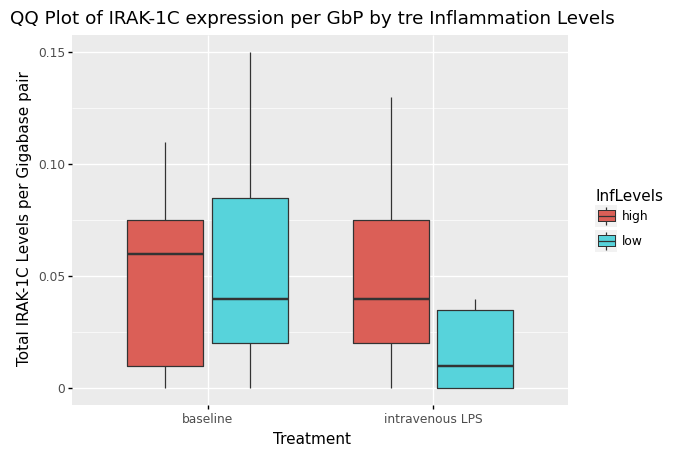 QQ Plot of IRAK-1C expression per GbP by tre Inflammation Levels
Total IRAK-1C Levels per Gigabase pair
0.15
0.10
0.05
0
baseline
intravenous LPS
Treatment
InfLevels
high
low